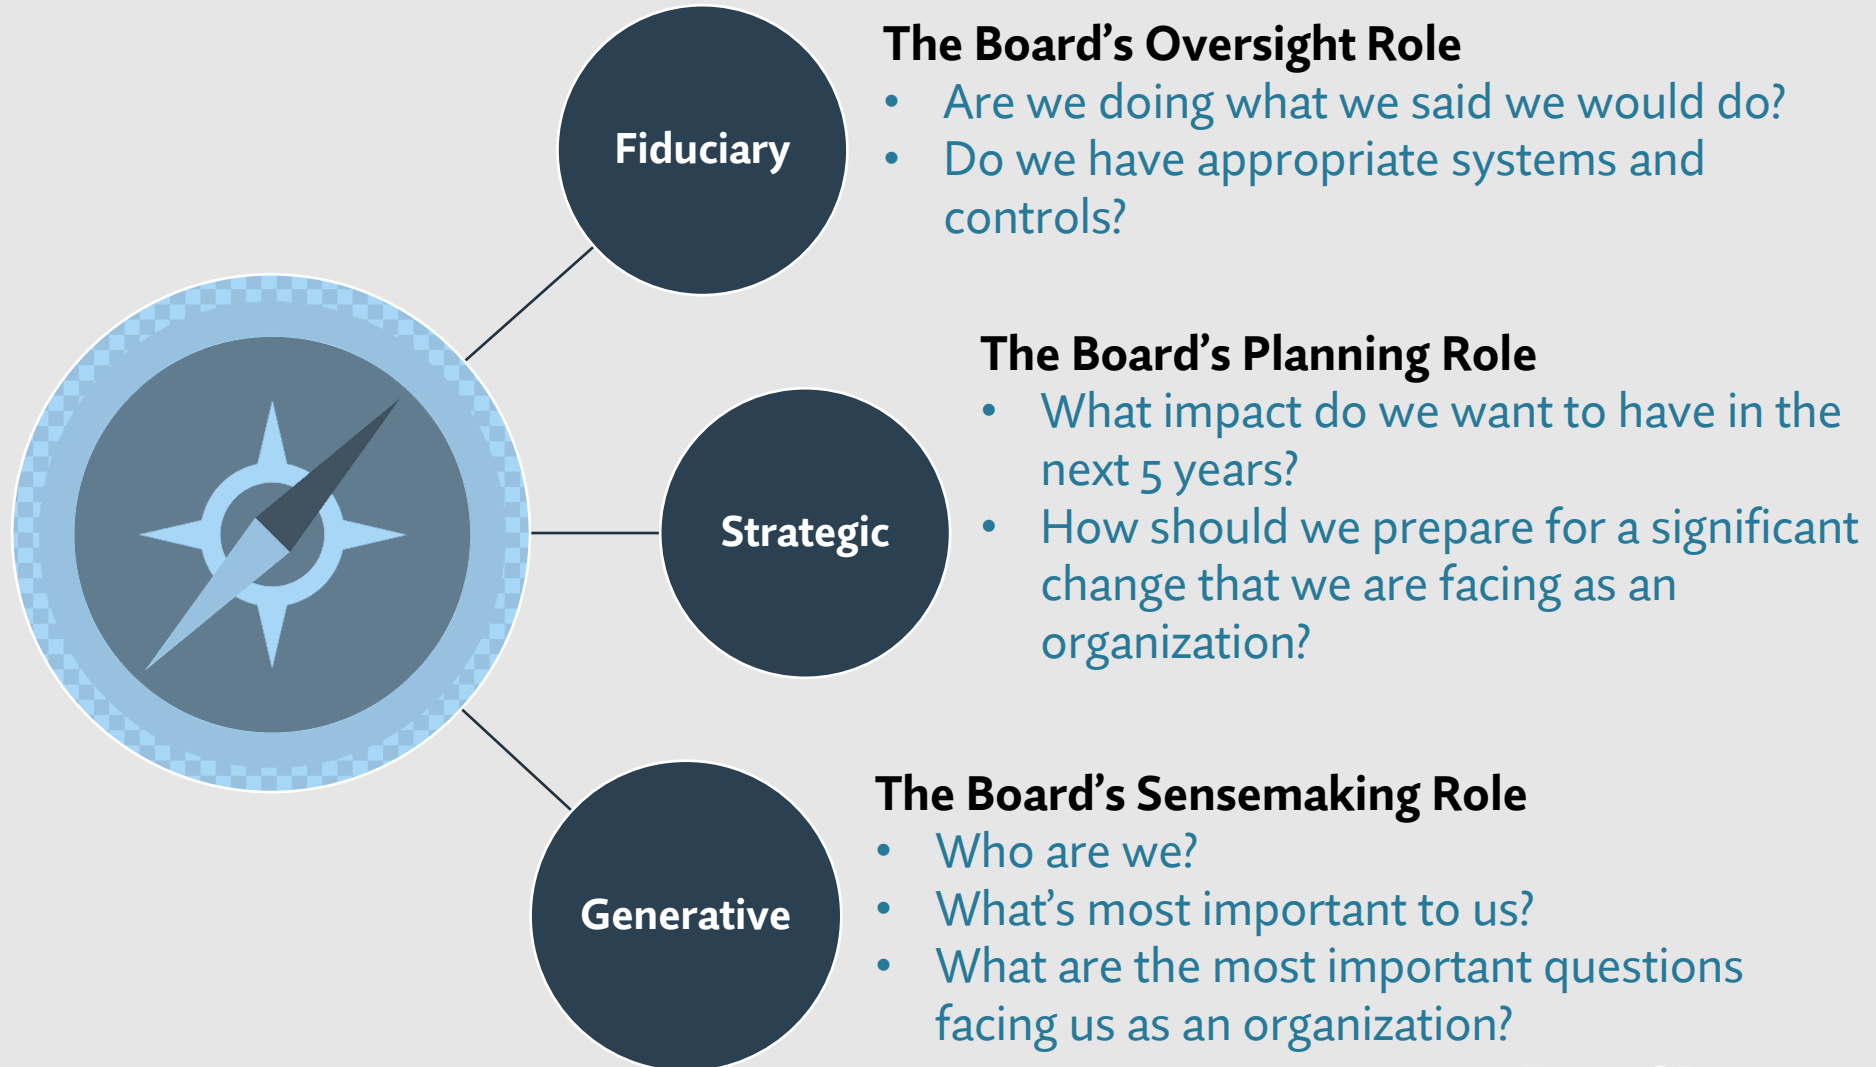 Fiduciary
The Board’s Oversight Role
• Are we doing what we said we would do?
• Do we have appropriate systems and
controls?
Strategic
The Board’s Planning Role
• What impact do we want to have in the
next 5 years?
• How should we prepare for a significant
change that we are facing as an
organization?
Generative
The Board’s Sensemaking Role
• Who are we?
• What’s most important to us?
• What are the most important questions
facing us as an organization?